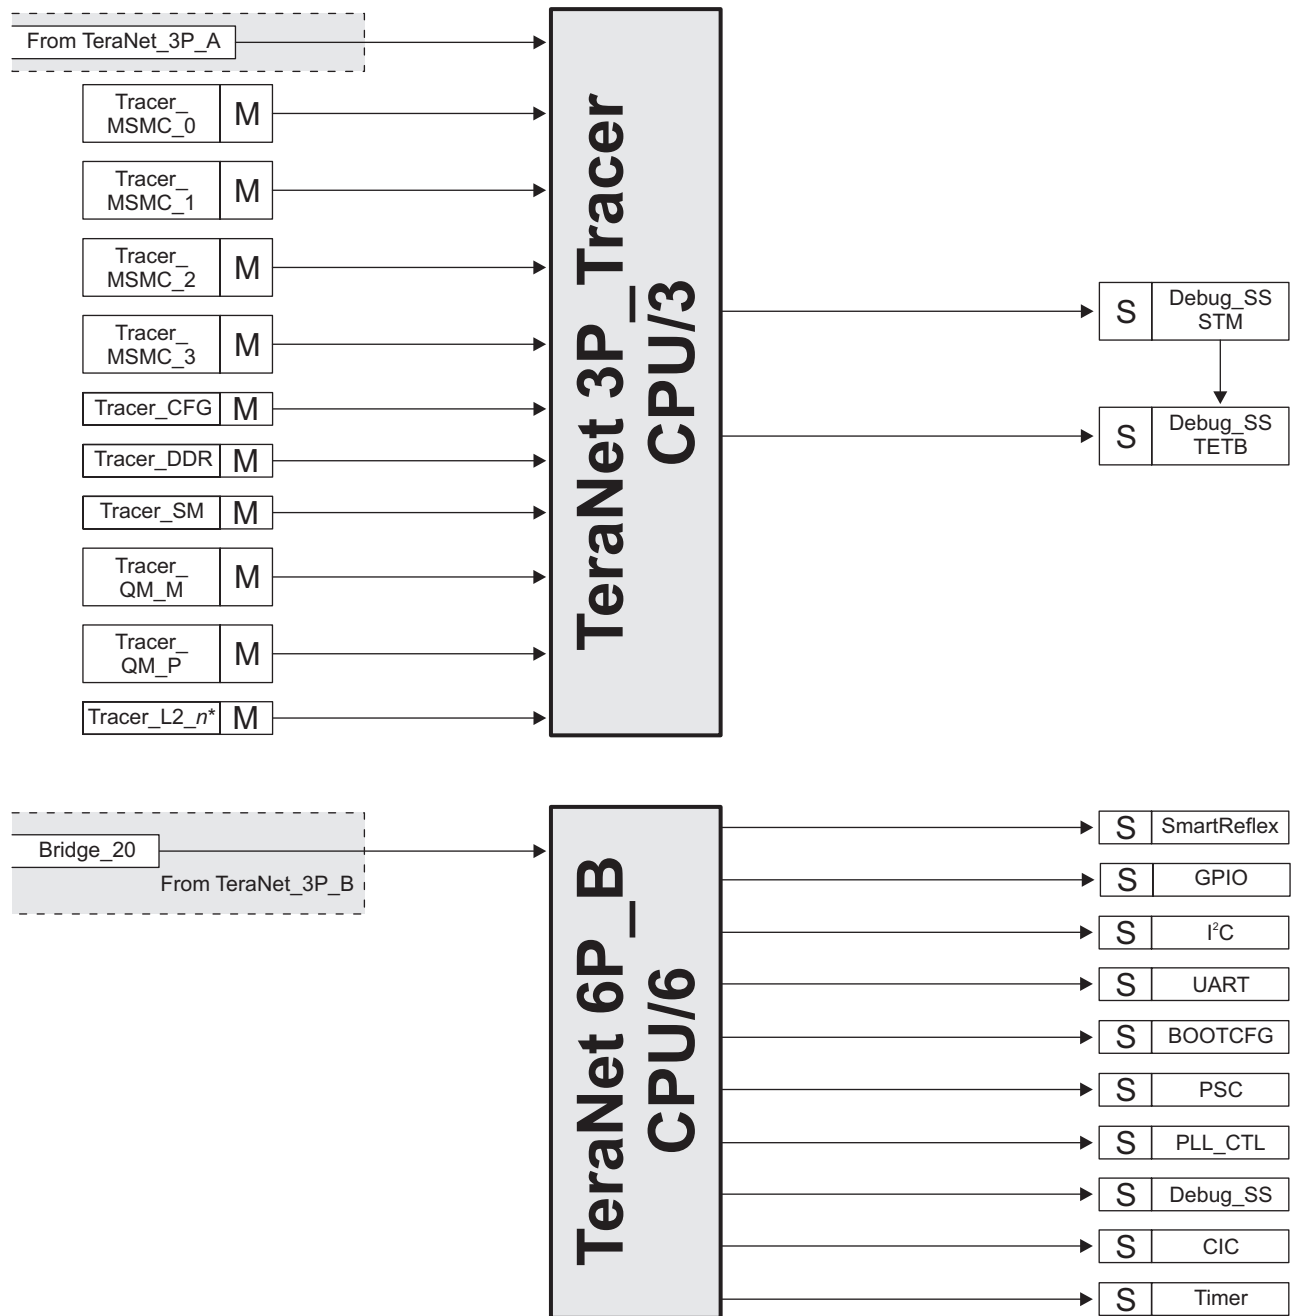 From TeraNet_3P_A
Tracer_
MSMC_0
M
Tracer_
MSMC_1
M
Tracer_
MSMC_2
M
Tracer_
MSMC_3
M
Tracer_CFG M
Tracer_DDR M
Tracer_SM M
Tracer_
QM_M
M
Tracer_
QM_P
M
Tracer_L2_n* M
TeraNet 3P_Tracer
CPU/3
S
Debug_SS
STM
S
Debug_SS
TETB
Bridge_20
From TeraNet_3P_B
TeraNet 6P_B
CPU/6
S SmartReflex
S GPIO
S I²C
S UART
S BOOTCFG
S PSC
S PLL_CTL
S Debug_SS
S CIC
S Timer